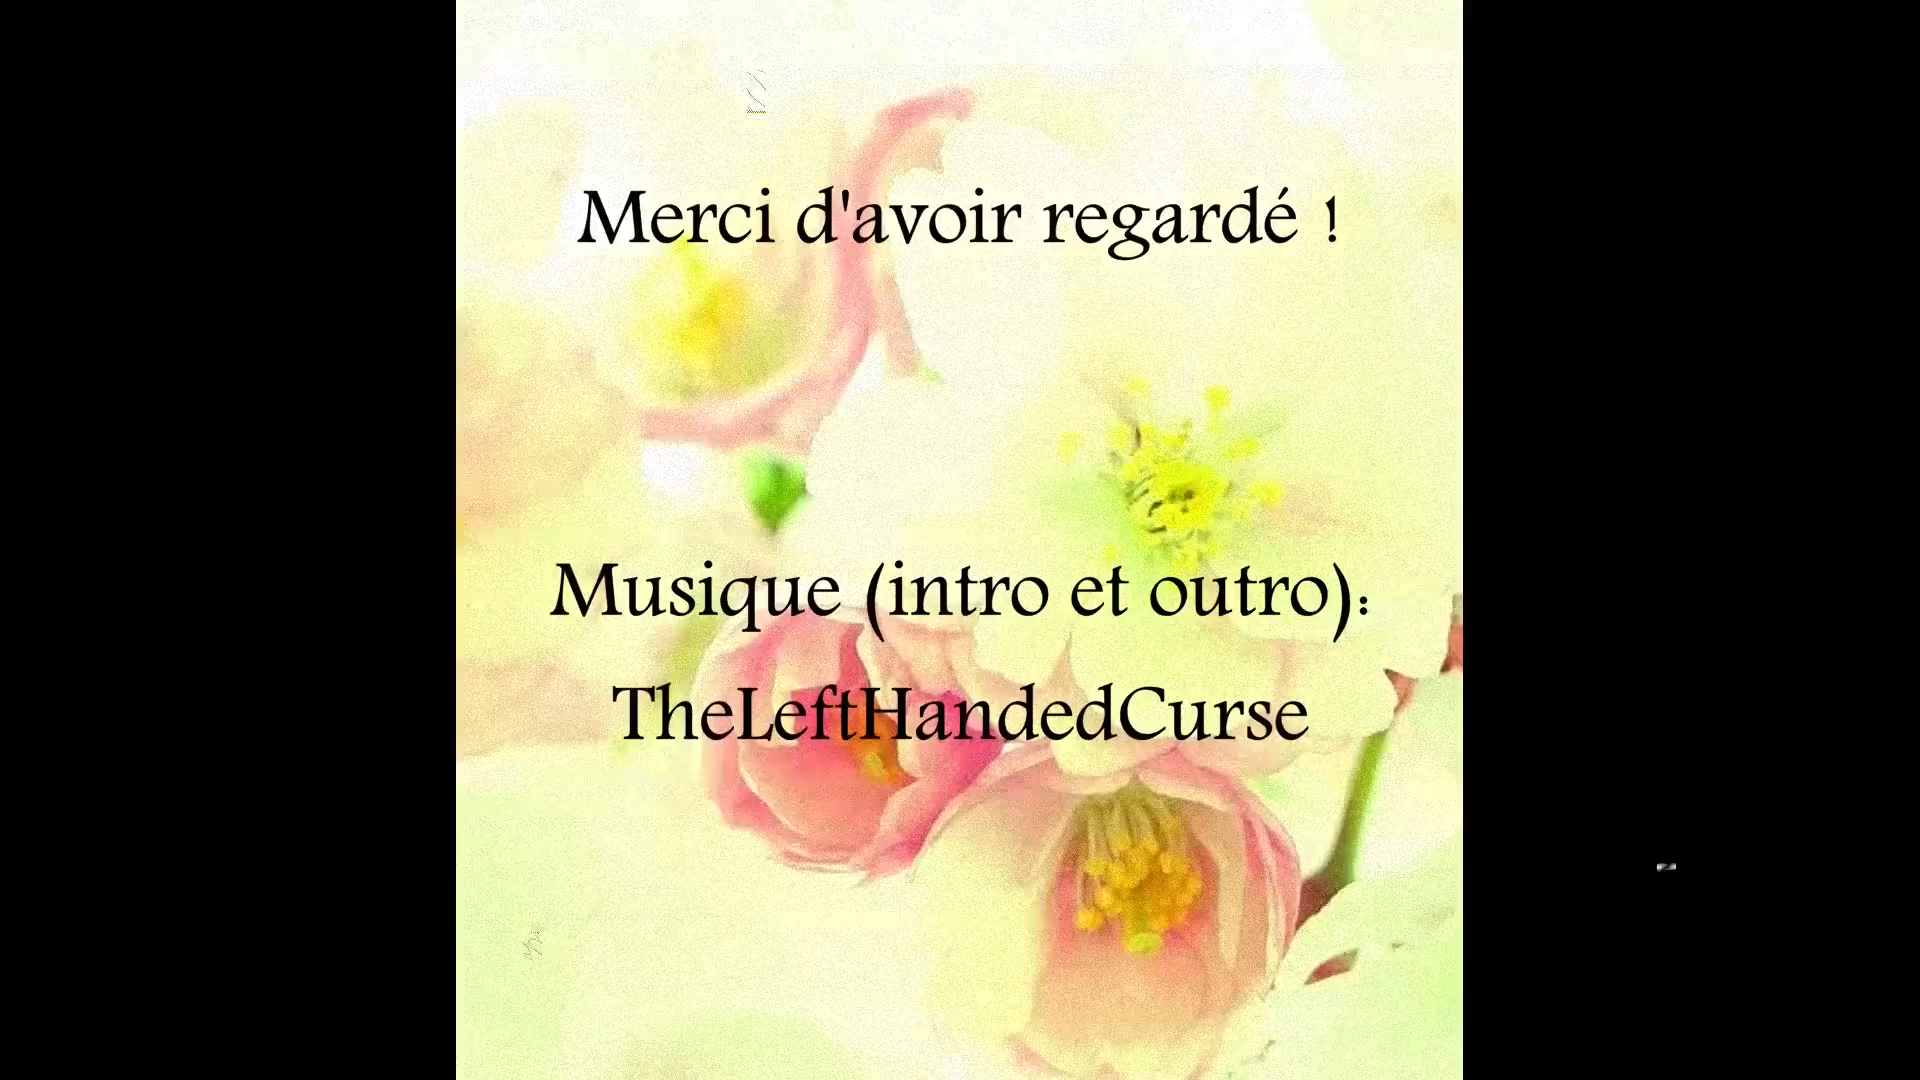 Merci d'avoir regardé !
Musique (intro et outro):
TheLeftHandedCurse